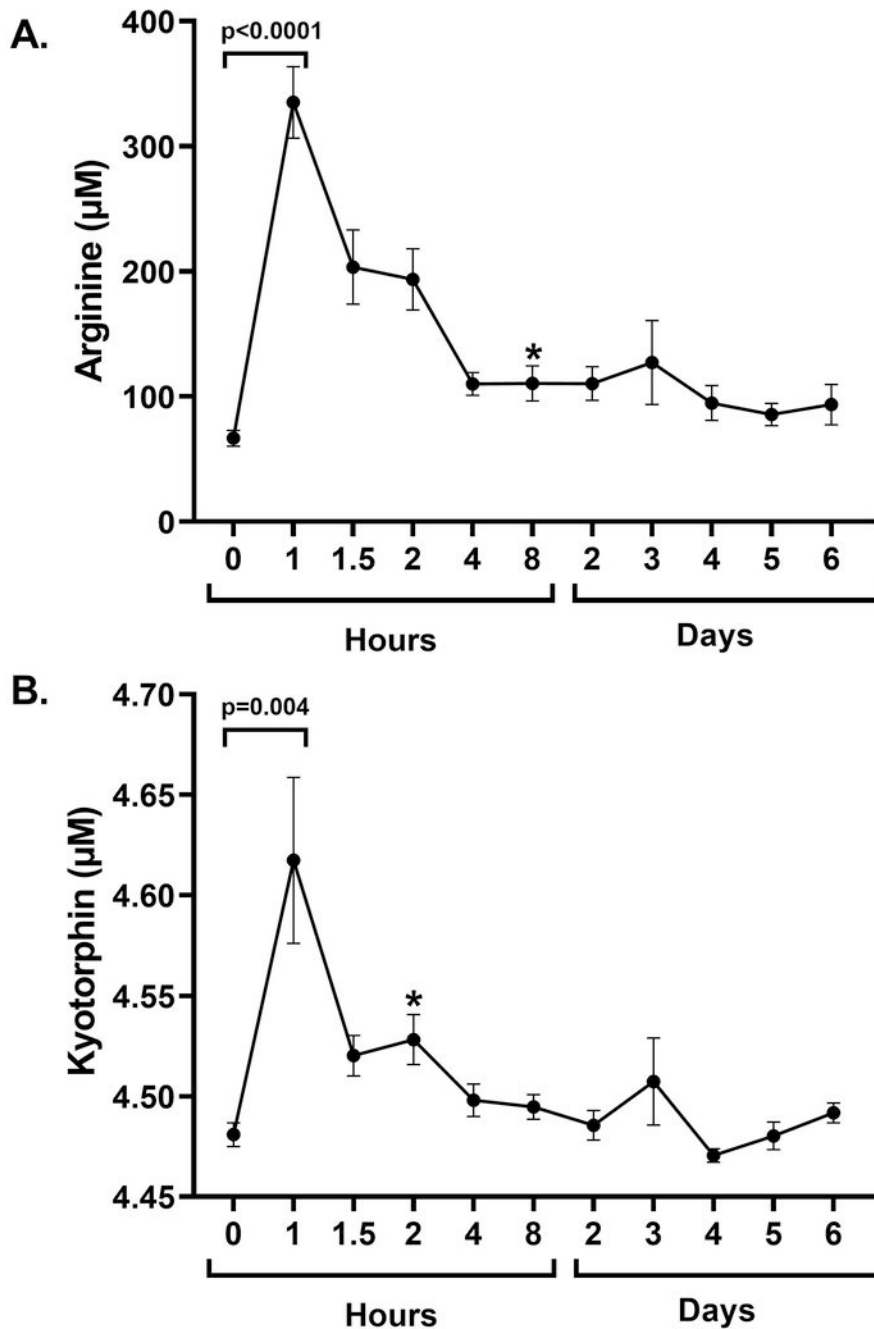 A.
p<0.0001
Arginine (µM)
400
300
200
100
0
*
0 1 1.5 2 4 8 2 3 4 5 6
Hours Days
B.
p=0.004
Kyotorphin (µM)
4.70
4.65
4.60
4.55
4.50
4.45
*
0 1 1.5 2 4 8 2 3 4 5 6
Hours Days